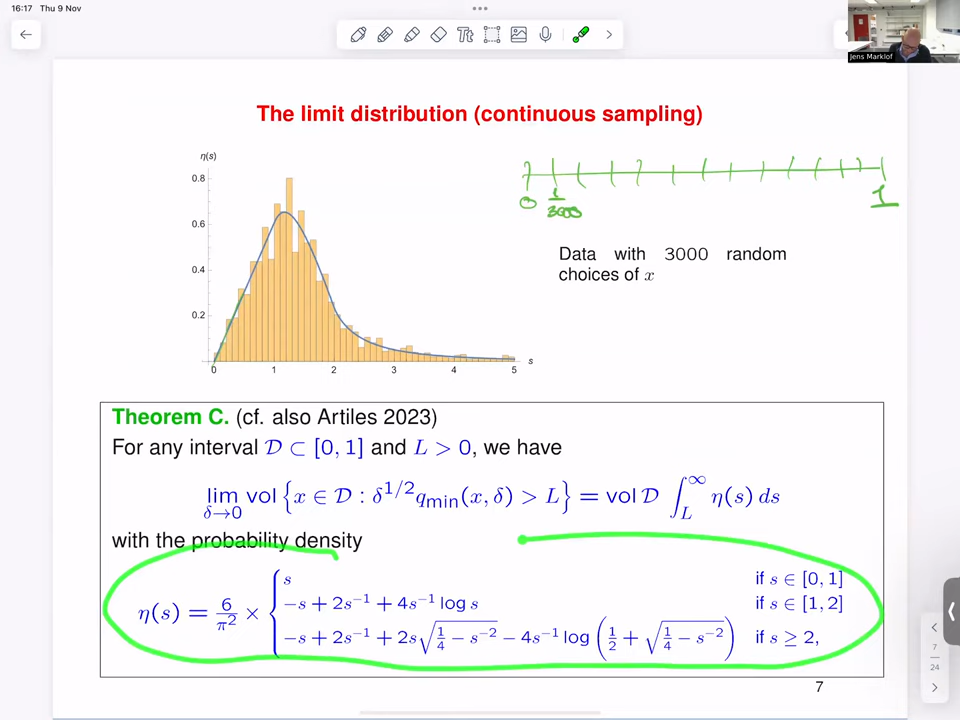 16:17 Thu 9 Nov
Jens Marklof
The limit distribution (continuous sampling)
η(s)
0.8
0.6
0.4
0.2
0 1 2 3 4 5 s
0 1/3000 1
Data with 3000 random
choices of x
Theorem C. (cf. also Artiles 2023)
For any interval 𝒟 ⊂ [0, 1] and L > 0, we have
lim_{δ→0} vol{x ∈ 𝒟 : δ^{1/2} q_min(x, δ) > L} = vol 𝒟 ∫_L^∞ η(s) ds
with the probability density
η(s) = 6/π² × {
s if s ∈ [0, 1]
−s + 2s⁻¹ + 4s⁻¹ log s if s ∈ [1, 2]
−s + 2s⁻¹ + 2s√(1/4 − s⁻²) − 4s⁻¹ log(1/2 + √(1/4 − s⁻²)) if s ≥ 2,
7
7
24